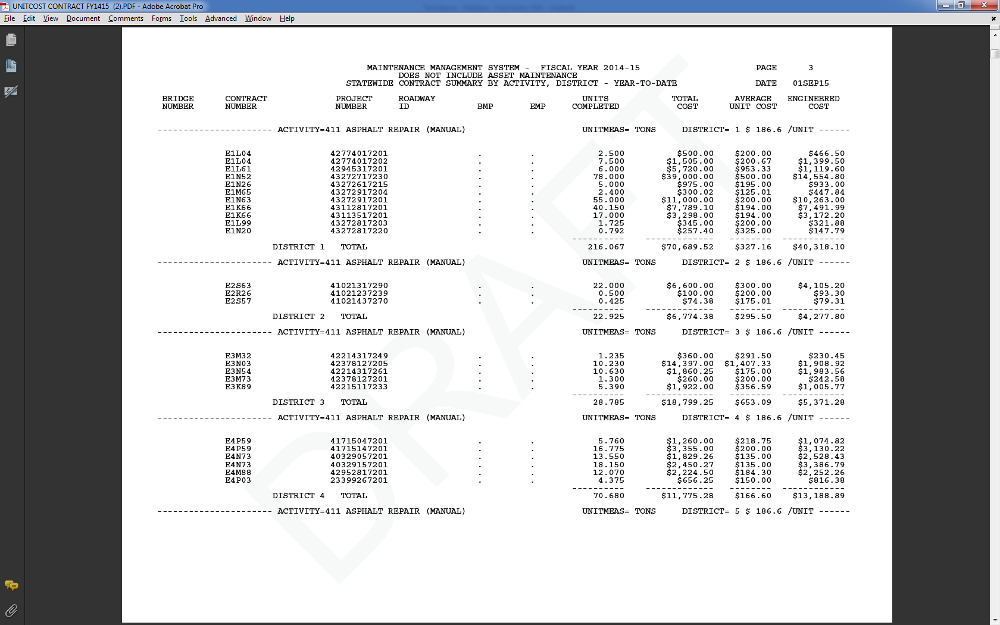 UNITCOST CONTRACT FY1415 (2).PDF - Adobe Acrobat Pro
File Edit View Document Comments Forms Tools Advanced Window Help
MAINTENANCE MANAGEMENT SYSTEM - FISCAL YEAR 2014-15 PAGE 3
DOES NOT INCLUDE ASSET MAINTENANCE
STATEWIDE CONTRACT SUMMARY BY ACTIVITY, DISTRICT - YEAR-TO-DATE DATE 01SEP15
BRIDGE CONTRACT PROJECT ROADWAY UNITS TOTAL AVERAGE ENGINEERED
NUMBER NUMBER NUMBER ID BMP EMP COMPLETED COST UNIT COST COST
---------------------- ACTIVITY=411 ASPHALT REPAIR (MANUAL) UNITMEAS= TONS DISTRICT= 1 $ 186.6 /UNIT ------
E1L04 42774017201 . . 2.500 $500.00 $200.00 $466.50
E1L04 42774017202 . . 7.500 $1,505.00 $200.67 $1,399.50
E1L61 42945317201 . . 6.000 $5,720.00 $953.33 $1,119.60
E1N52 43272717230 . . 78.000 $39,000.00 $500.00 $14,554.80
E1N26 43272617215 . . 5.000 $975.00 $195.00 $933.00
E1M65 43272917204 . . 2.400 $300.02 $125.01 $447.84
E1N63 43272917201 . . 55.000 $11,000.00 $200.00 $10,263.00
E1K66 43112817201 . . 40.150 $7,789.10 $194.00 $7,491.99
E1K66 43113517201 . . 17.000 $3,298.00 $194.00 $3,172.20
E1L99 43272817203 . . 1.725 $345.00 $200.00 $321.88
E1N20 43272817220 . . 0.792 $257.40 $325.00 $147.79
---------- ------------- -------- ------------
DISTRICT 1 TOTAL 216.067 $70,689.52 $327.16 $40,318.10
---------------------- ACTIVITY=411 ASPHALT REPAIR (MANUAL) UNITMEAS= TONS DISTRICT= 2 $ 186.6 /UNIT ------
E2S63 41021317290 . . 22.000 $6,600.00 $300.00 $4,105.20
E2R26 41021237239 . . 0.500 $100.00 $200.00 $93.30
E2S57 41021437270 . . 0.425 $74.38 $175.01 $79.31
---------- ------------- -------- ------------
DISTRICT 2 TOTAL 22.925 $6,774.38 $295.50 $4,277.80
---------------------- ACTIVITY=411 ASPHALT REPAIR (MANUAL) UNITMEAS= TONS DISTRICT= 3 $ 186.6 /UNIT ------
E3M32 42214317249 . . 1.235 $360.00 $291.50 $230.45
E3N03 42378127205 . . 10.230 $14,397.00 $1,407.33 $1,908.92
E3N54 42214317261 . . 10.630 $1,860.25 $175.00 $1,983.56
E3M73 42378127201 . . 1.300 $260.00 $200.00 $242.58
E3K89 42215117233 . . 5.390 $1,922.00 $356.59 $1,005.77
---------- ------------- -------- ------------
DISTRICT 3 TOTAL 28.785 $18,799.25 $653.09 $5,371.28
---------------------- ACTIVITY=411 ASPHALT REPAIR (MANUAL) UNITMEAS= TONS DISTRICT= 4 $ 186.6 /UNIT ------
E4P59 41715047201 . . 5.760 $1,260.00 $218.75 $1,074.82
E4P59 41715147201 . . 16.775 $3,355.00 $200.00 $3,130.22
E4N73 40329057201 . . 13.550 $1,829.26 $135.00 $2,528.43
E4N73 40329157201 . . 18.150 $2,450.27 $135.00 $3,386.79
E4M88 42952817201 . . 12.070 $2,224.50 $184.30 $2,252.26
E4P03 23399267201 . . 4.375 $656.25 $150.00 $816.38
---------- ------------- -------- ------------
DISTRICT 4 TOTAL 70.680 $11,775.28 $166.60 $13,188.89
---------------------- ACTIVITY=411 ASPHALT REPAIR (MANUAL) UNITMEAS= TONS DISTRICT= 5 $ 186.6 /UNIT ------
DRAFT